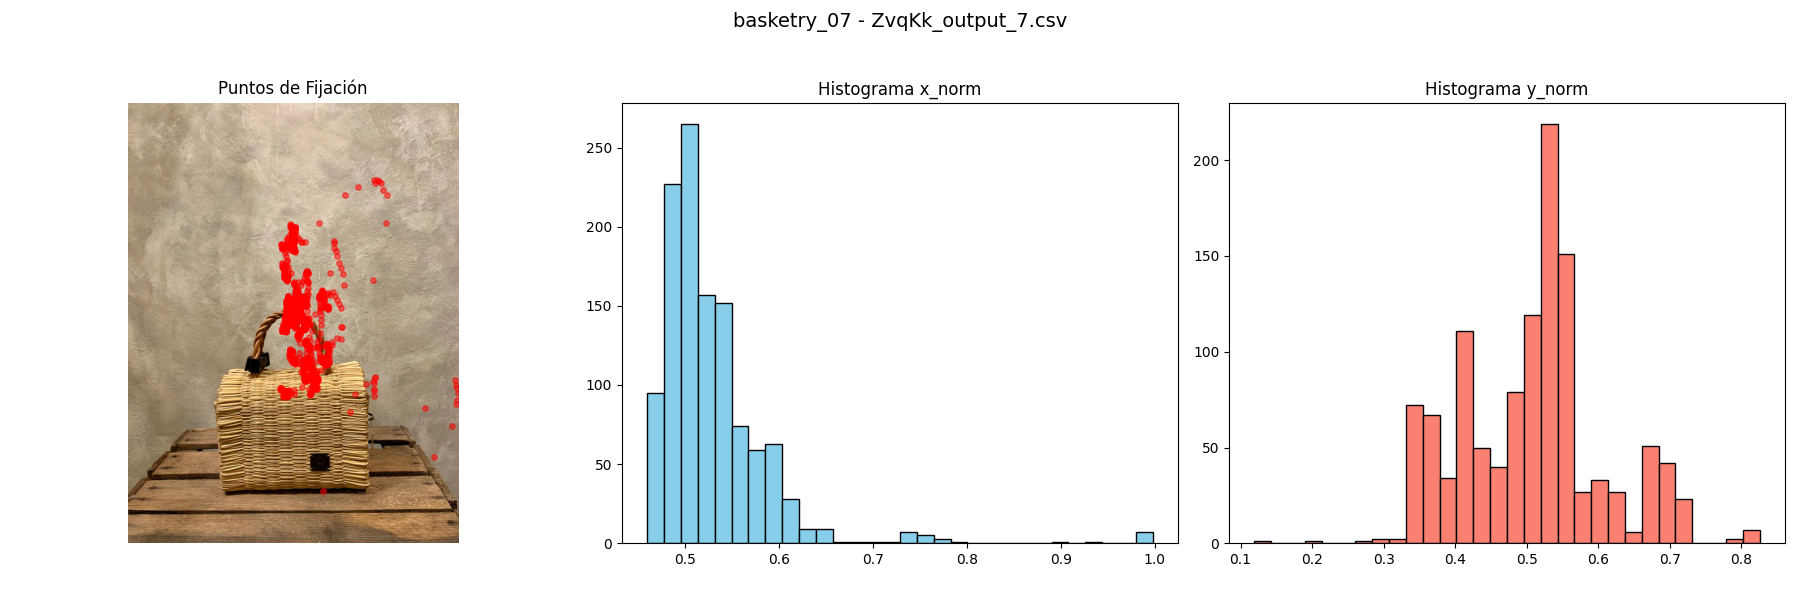 basketry_07 - ZvqKk_output_7.csv
Puntos de Fijación
Histograma x_norm
250
200
150
100
50
0
0.5 0.6 0.7 0.8 0.9 1.0
Histograma y_norm
200
150
100
50
0
0.1 0.2 0.3 0.4 0.5 0.6 0.7 0.8